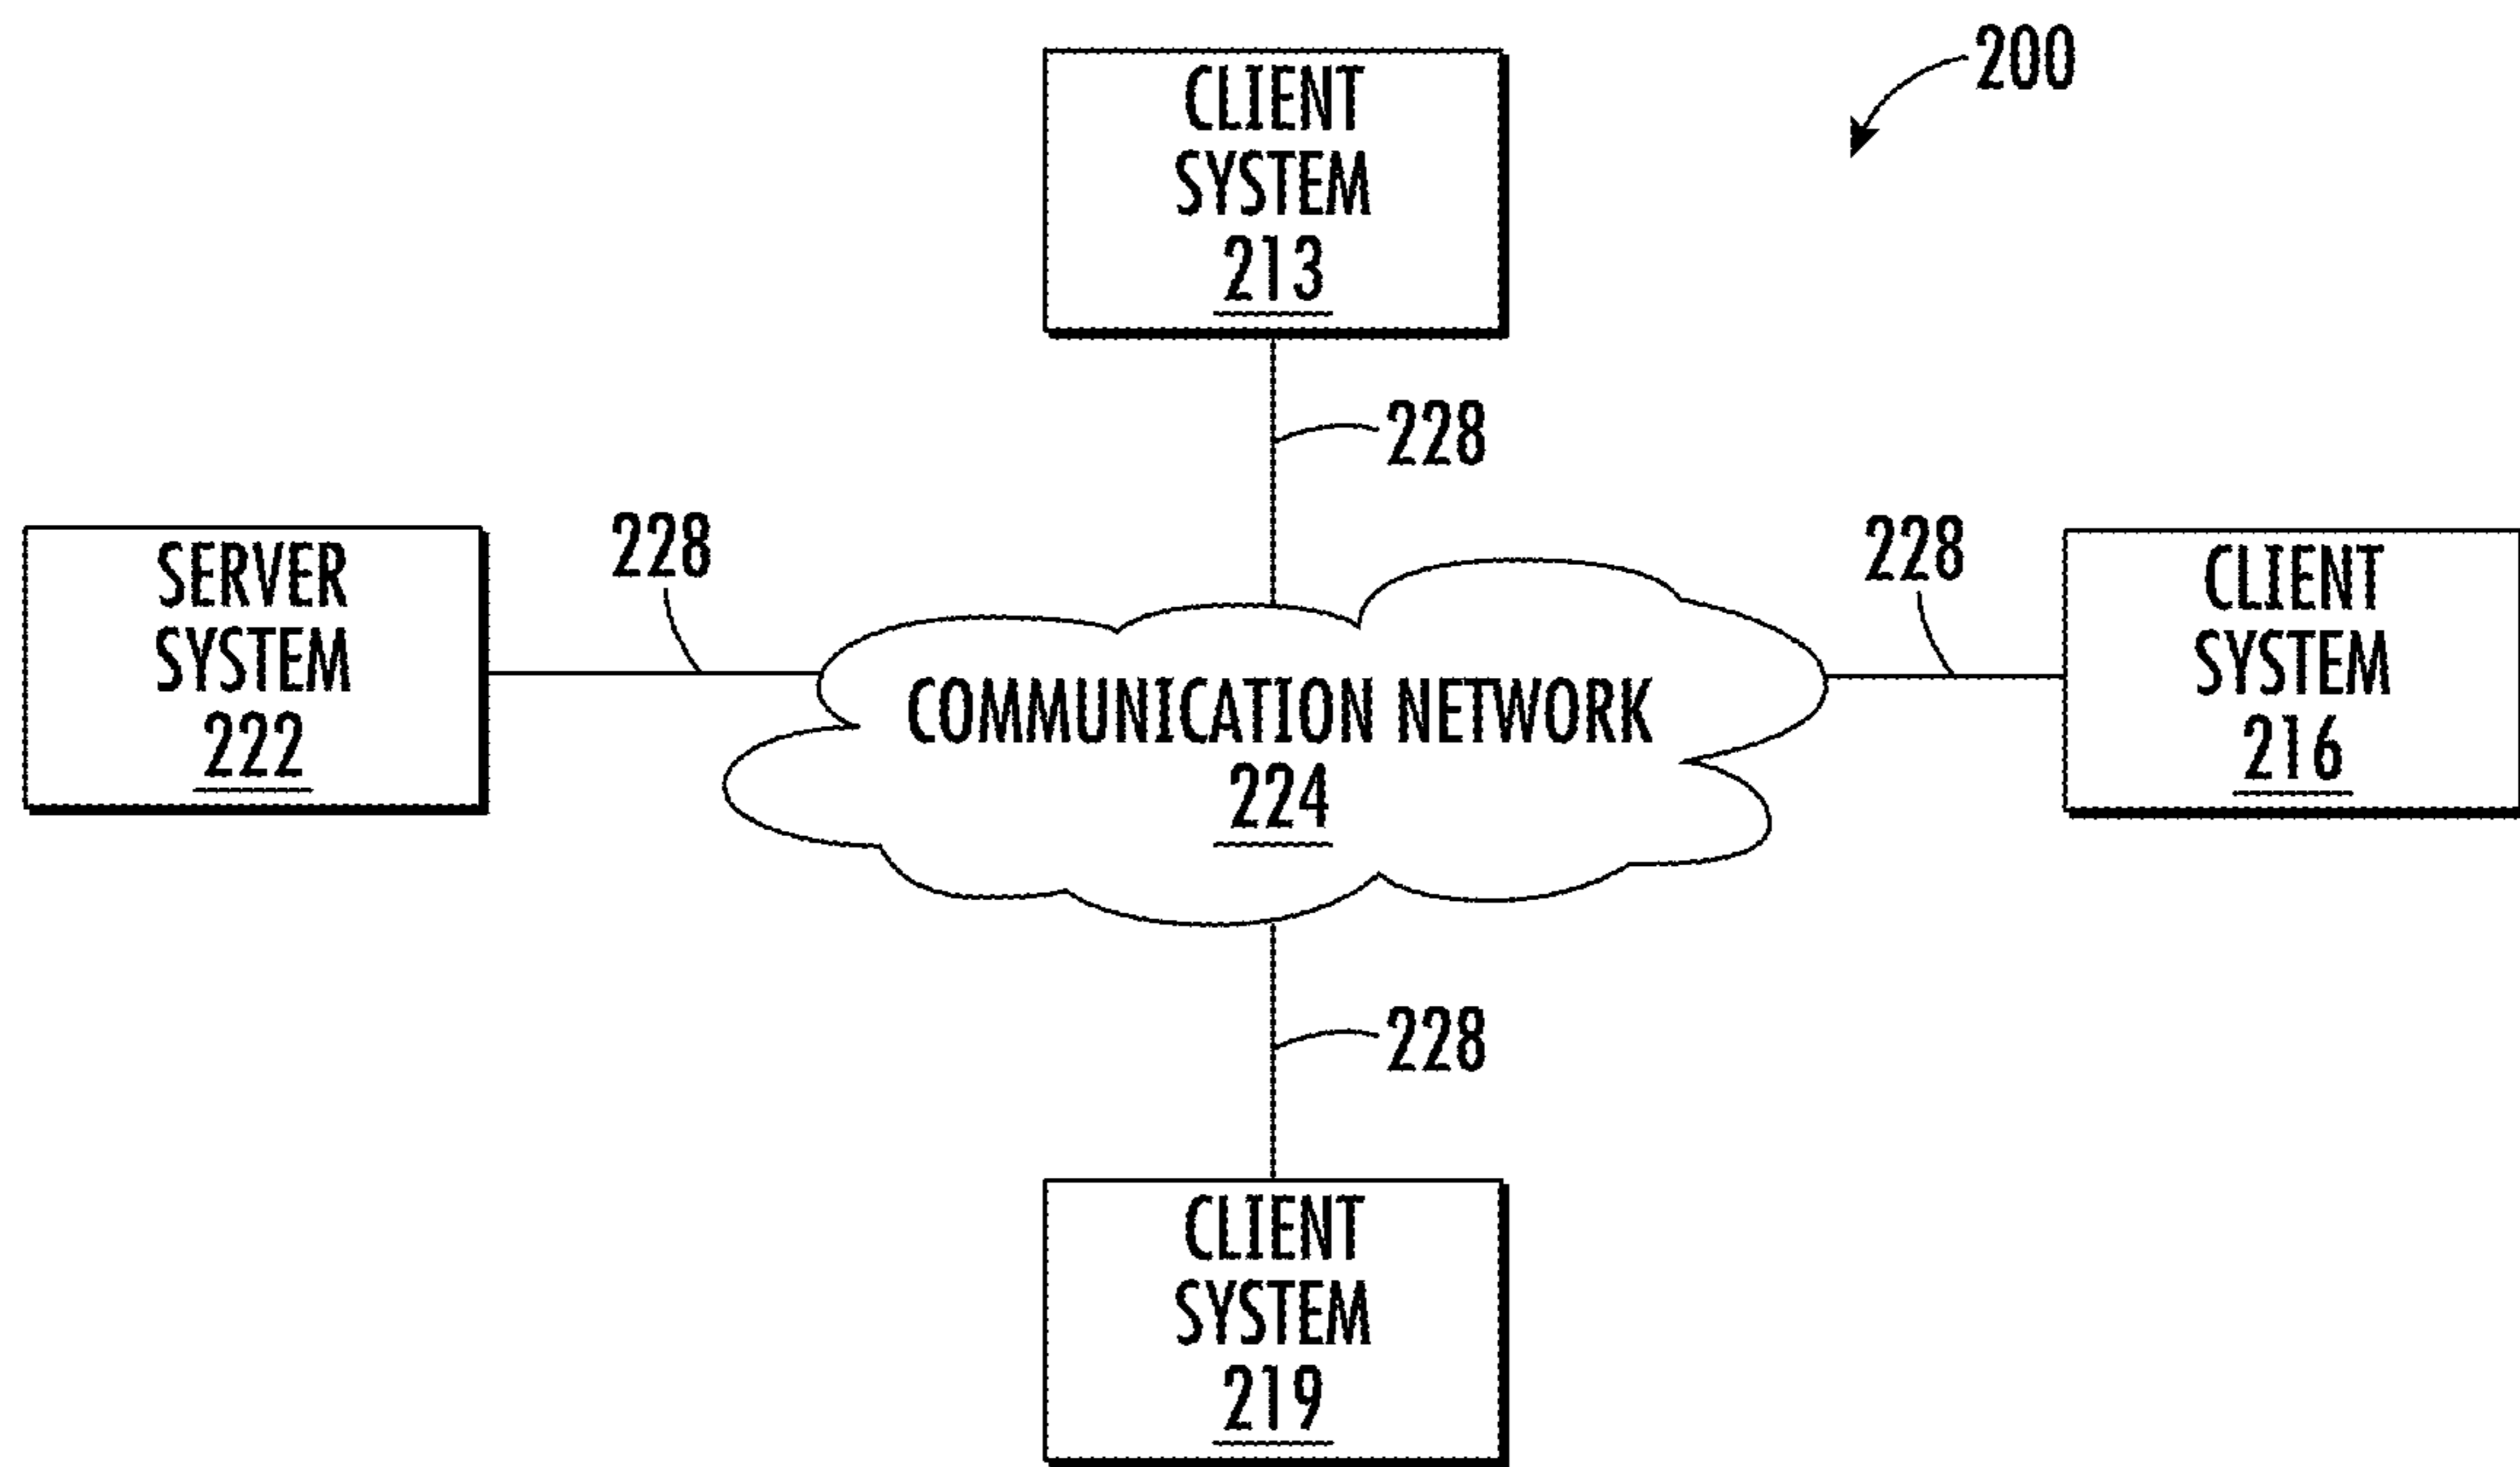 200
CLIENT
SYSTEM
213
228
SERVER
SYSTEM
222
228
COMMUNICATION NETWORK
224
228
CLIENT
SYSTEM
216
228
CLIENT
SYSTEM
219